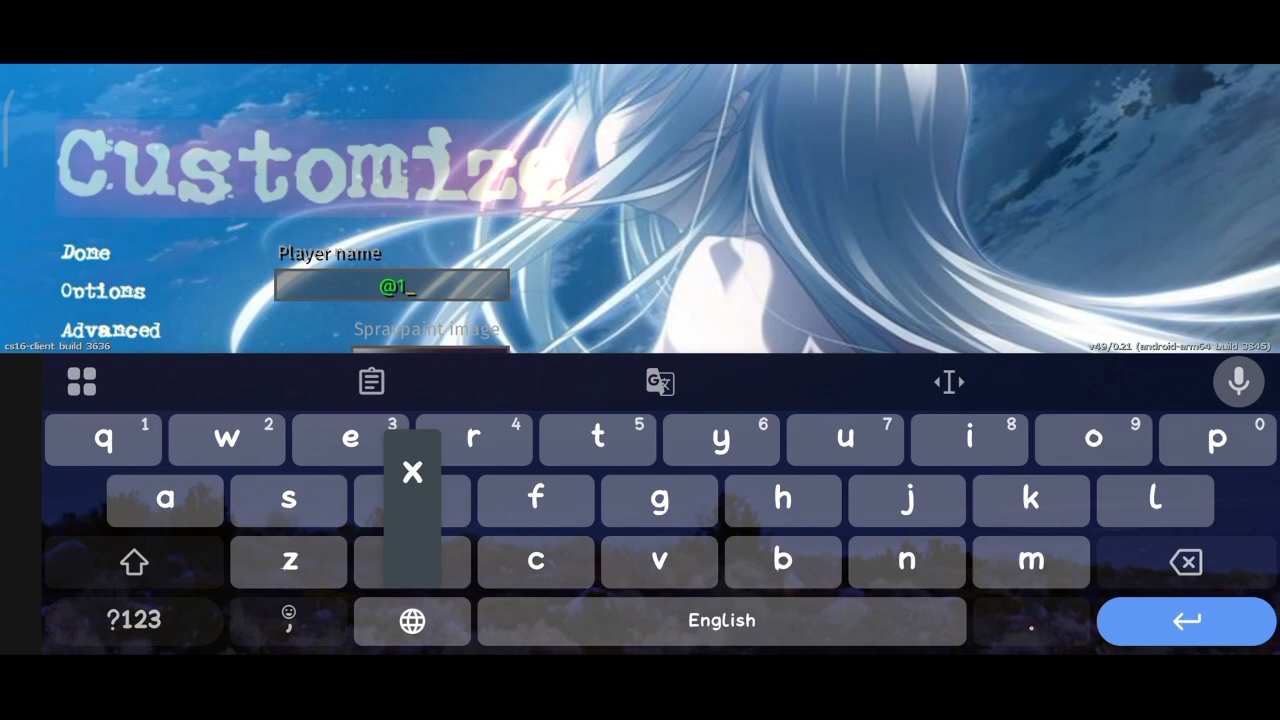 Customize
Done
Player name
@1_
Options
Advanced
Spraypaint image
cs16-client build 3636
v49/0.21 (android-arm64 build 3845)
q 1 w 2 e 3 r 4 t 5 y 6 u 7 i 8 o 9 p 0
x
a s f g h j k l
z c v b n m
?123 , English .